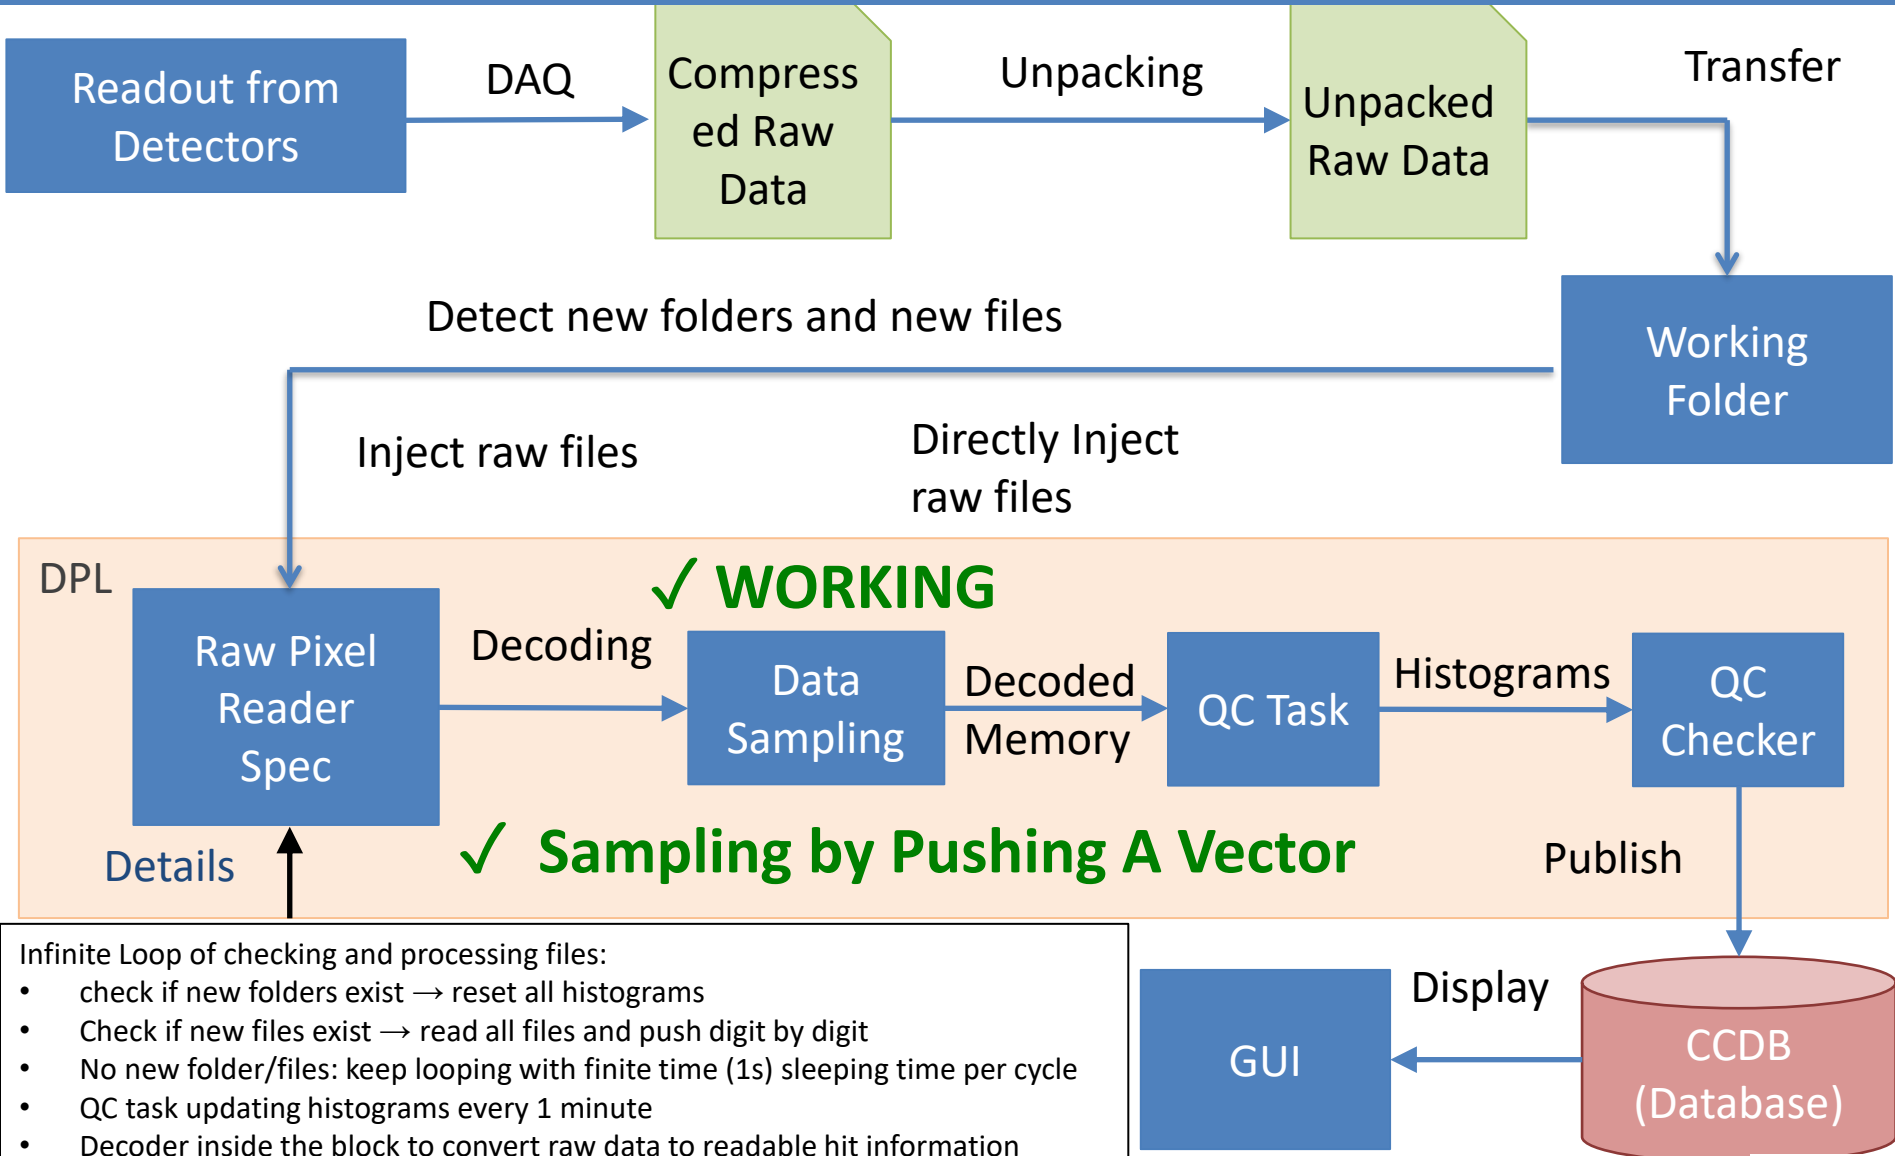 Readout from
Detectors
DAQ
Compress
ed Raw
Data
Unpacking
Unpacked
Raw Data
Transfer
Detect new folders and new files
Working
Folder
Inject raw files
Directly Inject
raw files
DPL
✓ WORKING
Raw Pixel
Reader
Spec
Decoding
Data
Sampling
Decoded
Memory
QC Task
Histograms
QC
Checker
Details
✓ Sampling by Pushing A Vector
Publish
Infinite Loop of checking and processing files:
• check if new folders exist → reset all histograms
• Check if new files exist → read all files and push digit by digit
• No new folder/files: keep looping with finite time (1s) sleeping time per cycle
• QC task updating histograms every 1 minute
• Decoder inside the block to convert raw data to readable hit information
GUI
Display
CCDB
(Database)